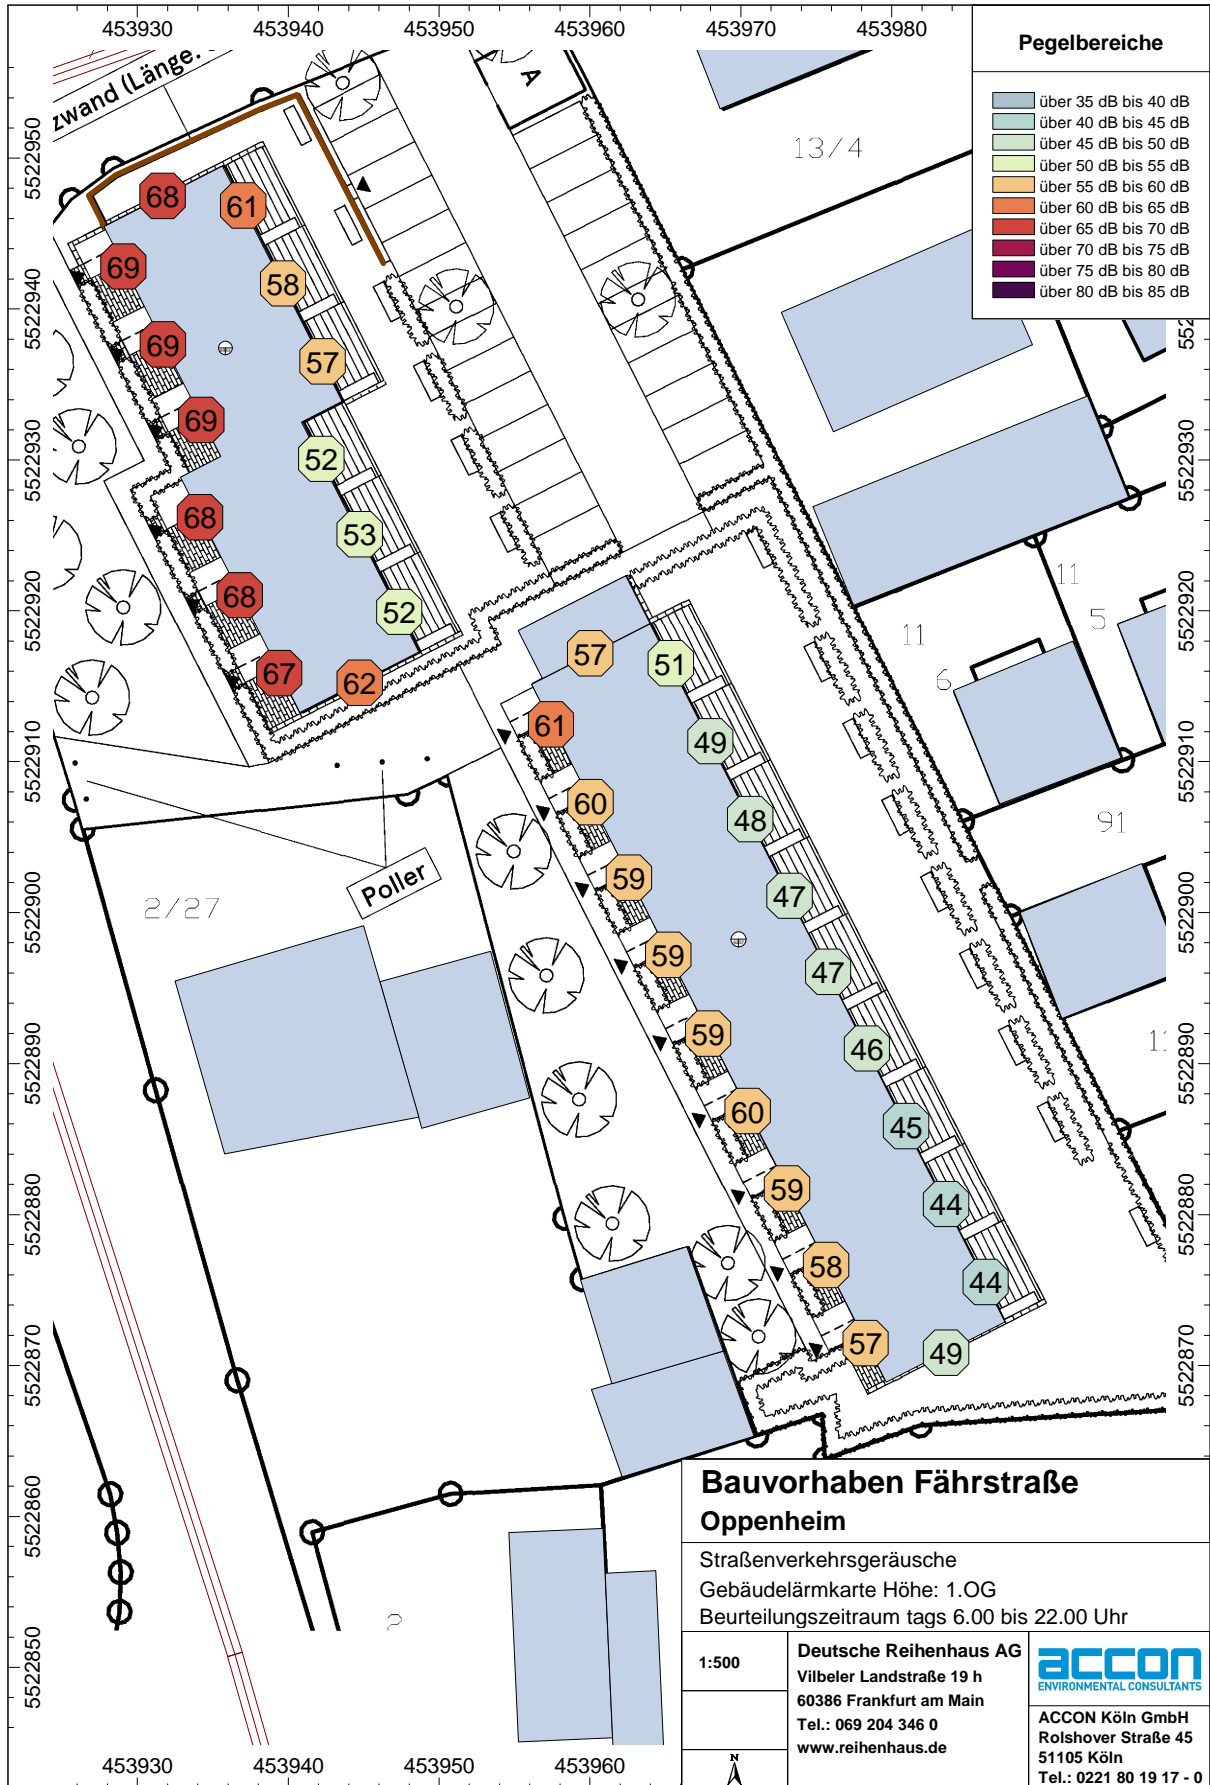 453930 453940 453950 453960 453970 453980
Pegelbereiche
über 35 dB bis 40 dB
über 40 dB bis 45 dB
über 45 dB bis 50 dB
über 50 dB bis 55 dB
über 55 dB bis 60 dB
über 60 dB bis 65 dB
über 65 dB bis 70 dB
über 70 dB bis 75 dB
über 75 dB bis 80 dB
über 80 dB bis 85 dB
zwand (Länge:
A
13/4
5522950
5522940
5522930
5522920
5522910
5522900
5522890
5522880
5522870
5522860
5522850
68
61
69
58
69
57
69
52
68
53
68
52
67
62
57
51
61
49
60
48
59
47
59
47
59
46
60
45
59
44
58
44
57
49
11
5
11
6
91
2/27
Poller
2
5522930
5522920
5522910
5522900
5522890
5522880
5522870
Bauvorhaben Fährstraße
Oppenheim
Straßenverkehrsgeräusche
Gebäudelärmkarte Höhe: 1.OG
Beurteilungszeitraum tags 6.00 bis 22.00 Uhr
1:500
Deutsche Reihenhaus AG
Vilbeler Landstraße 19 h
60386 Frankfurt am Main
Tel.: 069 204 346 0
www.reihenhaus.de
N
accon
ENVIRONMENTAL CONSULTANTS
ACCON Köln GmbH
Rolshover Straße 45
51105 Köln
Tel.: 0221 80 19 17 - 0
453930 453940 453950 453960